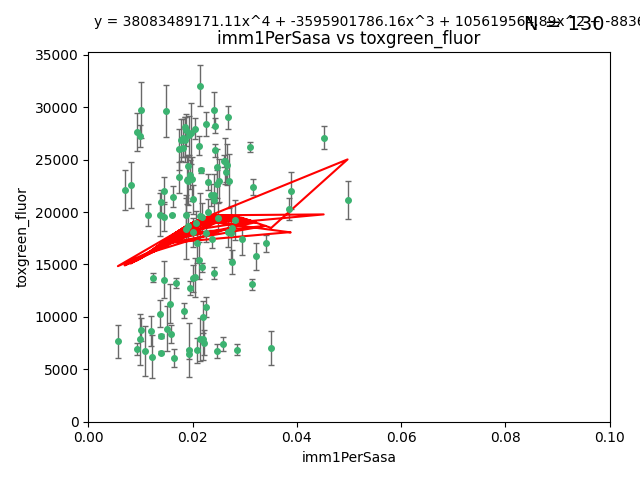 y = 38083489171.11x^4 + -3595901786.16x^3 +
N = 130
imm1PerSasa vs toxgreen_fluor
35000
30000
25000
20000
15000
10000
5000
0
toxgreen_fluor
0.00 0.02 0.04 0.06 0.08 0.10
imm1PerSasa